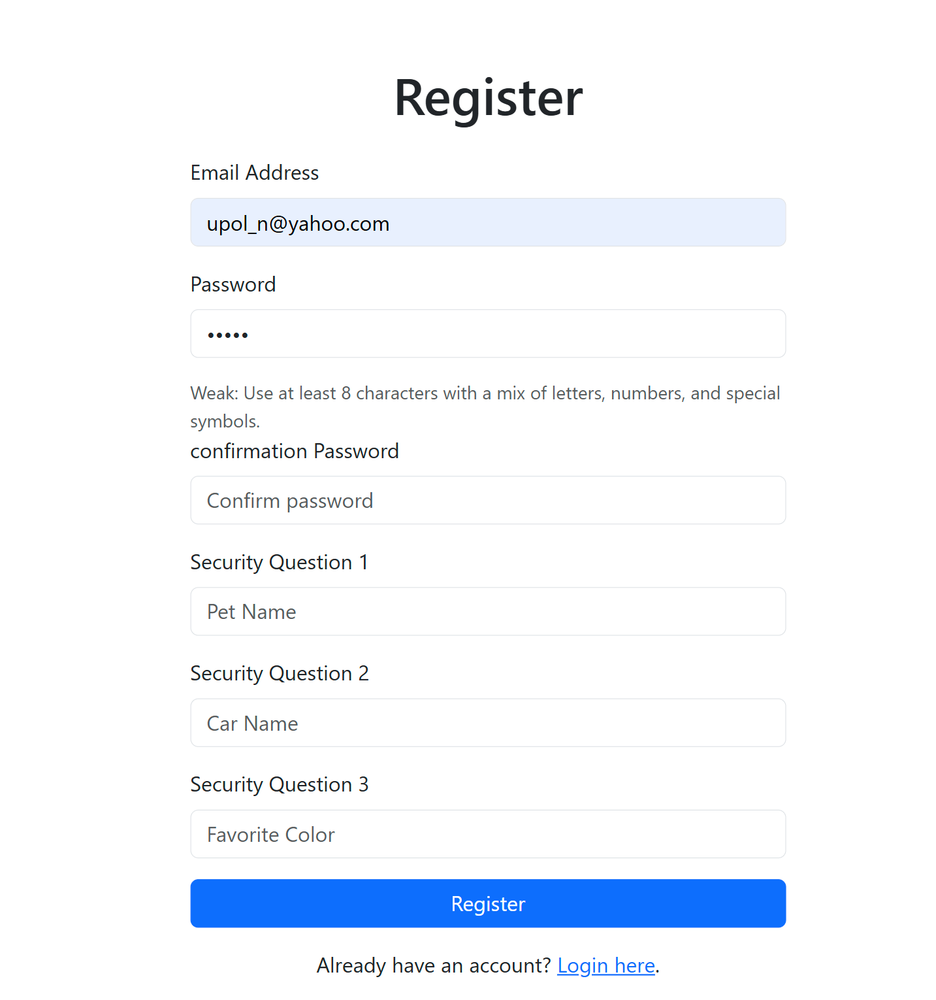 Register
Email Address
upol_n@yahoo.com
Password
•••••
Weak: Use at least 8 characters with a mix of letters, numbers, and special
symbols.
confirmation Password
Confirm password
Security Question 1
Pet Name
Security Question 2
Car Name
Security Question 3
Favorite Color
Register
Already have an account? Login here.